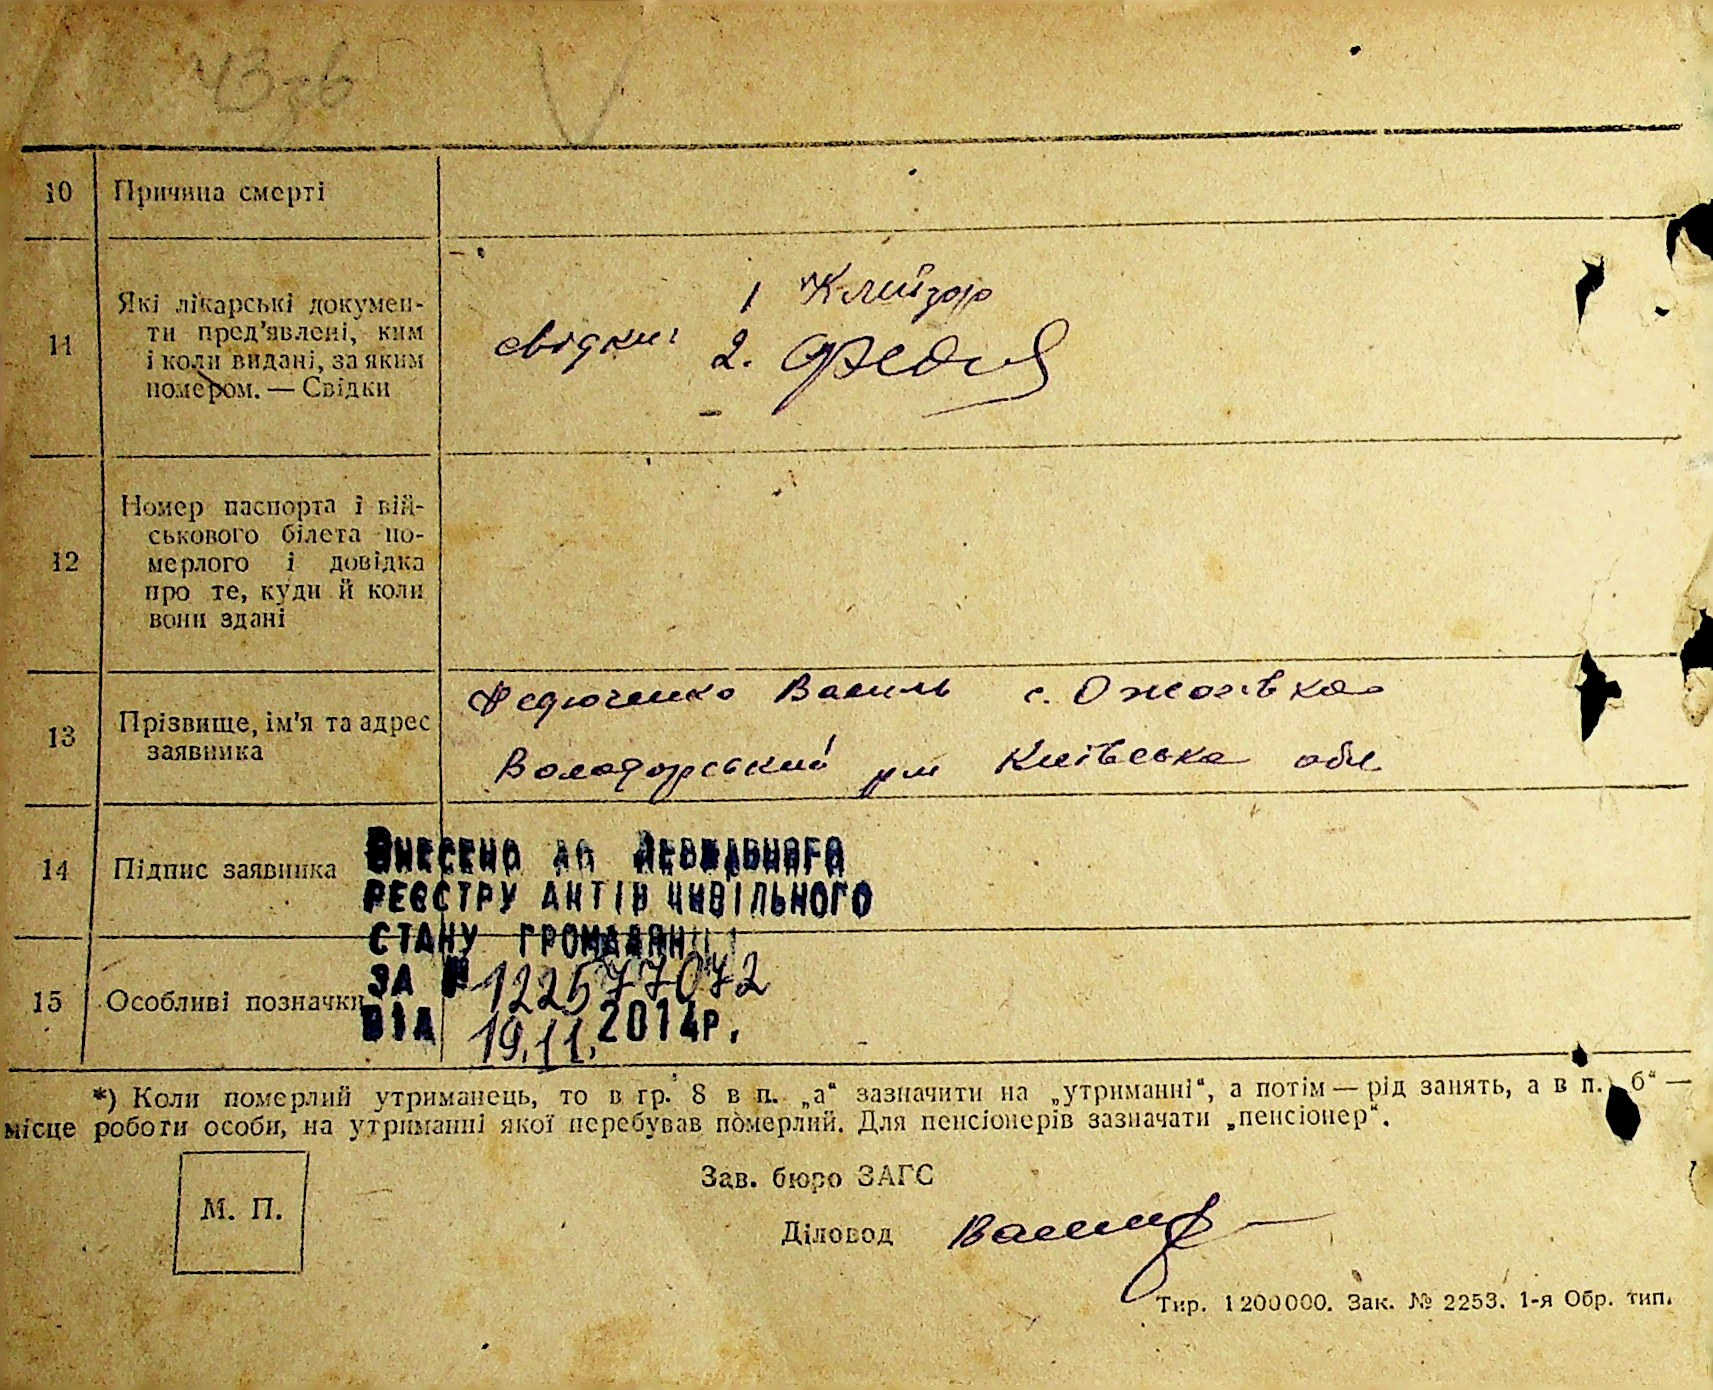 10 Причина смерті
11 Які лікарські докумен-
ти пред'явлені, ким
і коли видані, за яким
номером. — Свідки
свідки: 1
2.
12 Номер паспорта і вій-
ськового білета по-
мерлого і довідка
про те, куди й коли
вони здані
13 Прізвище, ім'я та адрес
заявника
Федюченко Василь с. Ожогівка
Володарський р-н Київська обл
14 Підпис заявника
ВНЕСЕНО ДО ДЕРЖАВНОГО
РЕЄСТРУ АКТІВ ЦИВІЛЬНОГО
СТАНУ ГРОМАДЯН
ЗА № 122577072
15 Особливі позначки
ВІД 19.11.2014р.
*) Коли померлий утриманець, то в гр. 8 в п. „а“ зазначити на „утриманні“, а потім — рід занять, а в п. „б“ —
місце роботи особи, на утриманні якої перебував померлий. Для пенсіонерів зазначати „пенсіонер“.
М. П.
Зав. бюро ЗАГС
Діловод
Тир. 1200000. Зак. № 2253. 1-я Обр. тип.